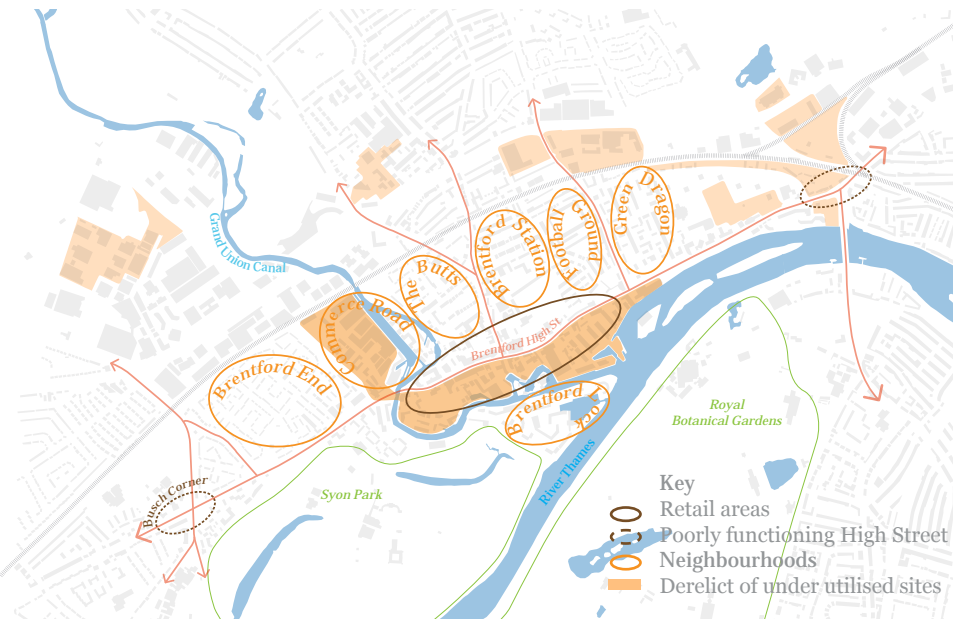 Grand Union Canal
Green Dragon
Football Ground
Brentford Station
The Butts
Commerce Road
Brentford End
Brentford High St.
Brentford Lock
Busch Corner
Syon Park
River Thames
Royal
Botanical Gardens
Key
Retail areas
Poorly functioning High Street
Neighbourhoods
Derelict of under utilised sites